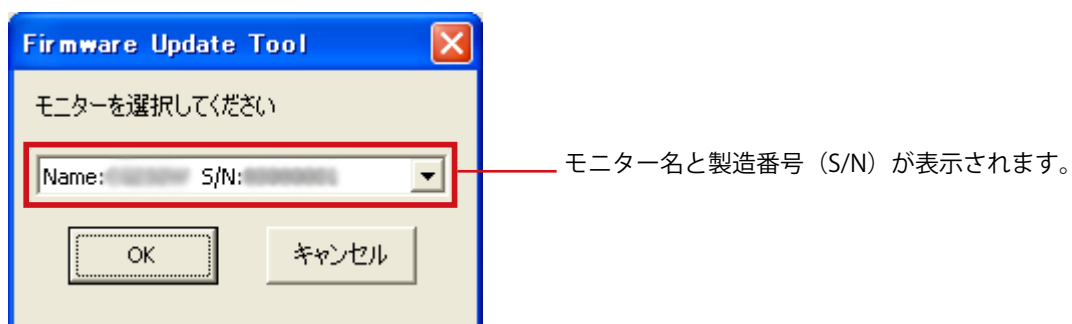 Firmware Update Tool
モニターを選択してください
Name: S/N:
モニター名と製造番号（S/N）が表示されます。
OK
キャンセル